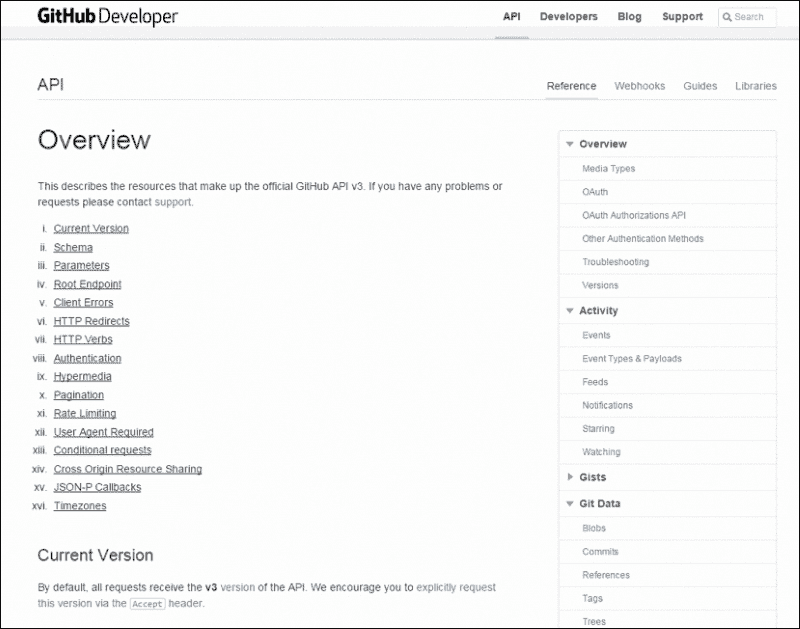 GitHub Developer
API Developers Blog Support Search
API
Reference Webhooks Guides Libraries
Overview
This describes the resources that make up the official GitHub API v3. If you have any problems or
requests please contact support.
i. Current Version
ii. Schema
iii. Parameters
iv. Root Endpoint
v. Client Errors
vi. HTTP Redirects
vii. HTTP Verbs
viii. Authentication
ix. Hypermedia
x. Pagination
xi. Rate Limiting
xii. User Agent Required
xiii. Conditional requests
xiv. Cross Origin Resource Sharing
xv. JSON-P Callbacks
xvi. Timezones
Current Version
By default, all requests receive the v3 version of the API. We encourage you to explicitly request
this version via the Accept header.
Overview
Media Types
OAuth
OAuth Authorizations API
Other Authentication Methods
Troubleshooting
Versions
Activity
Events
Event Types & Payloads
Feeds
Notifications
Starring
Watching
Gists
Git Data
Blobs
Commits
References
Tags
Trees